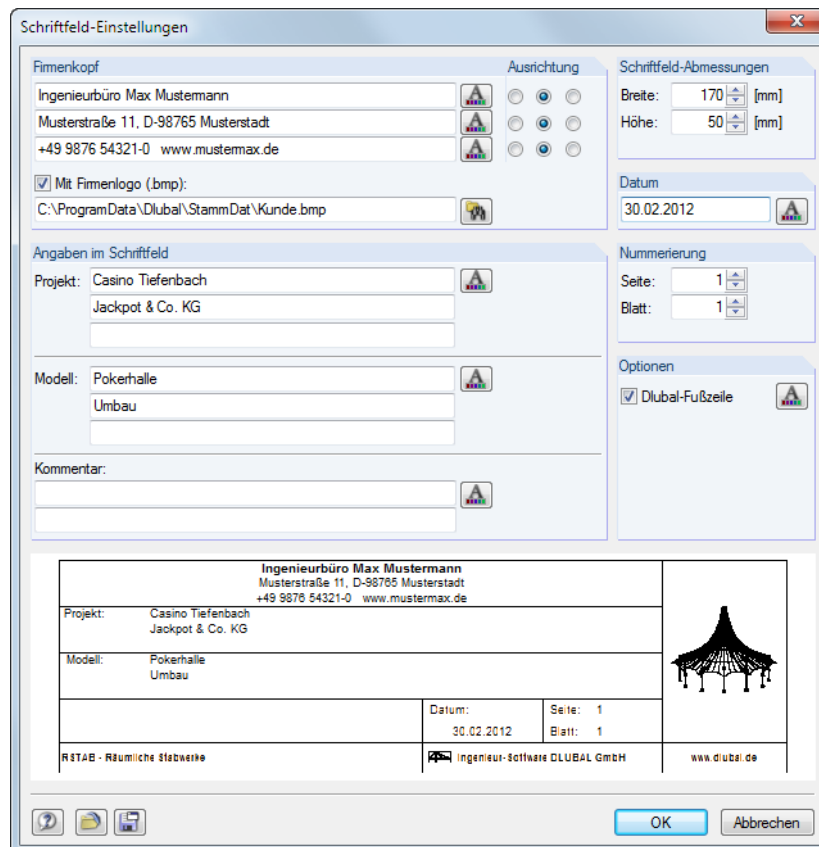 Schriftfeld-Einstellungen
Firmenkopf
Ausrichtung
Ingenieurbüro Max Mustermann
Musterstraße 11, D-98765 Musterstadt
+49 9876 54321-0 www.mustermax.de
Mit Firmenlogo (.bmp):
C:\ProgramData\Dlubal\StammDat\Kunde.bmp
Schriftfeld-Abmessungen
Breite: 170 [mm]
Höhe: 50 [mm]
Datum
30.02.2012
Angaben im Schriftfeld
Projekt: Casino Tiefenbach
Jackpot & Co. KG
Modell: Pokerhalle
Umbau
Kommentar:
Nummerierung
Seite: 1
Blatt: 1
Optionen
Dlubal-Fußzeile
Ingenieurbüro Max Mustermann
Musterstraße 11, D-98765 Musterstadt
+49 9876 54321-0 www.mustermax.de
Projekt: Casino Tiefenbach
Jackpot & Co. KG
Modell: Pokerhalle
Umbau
Datum: Seite: 1
30.02.2012 Blatt: 1
RSTAB - Räumliche Stabwerke
Ingenieur-Software DLUBAL GmbH
www.dlubal.de
OK
Abbrechen